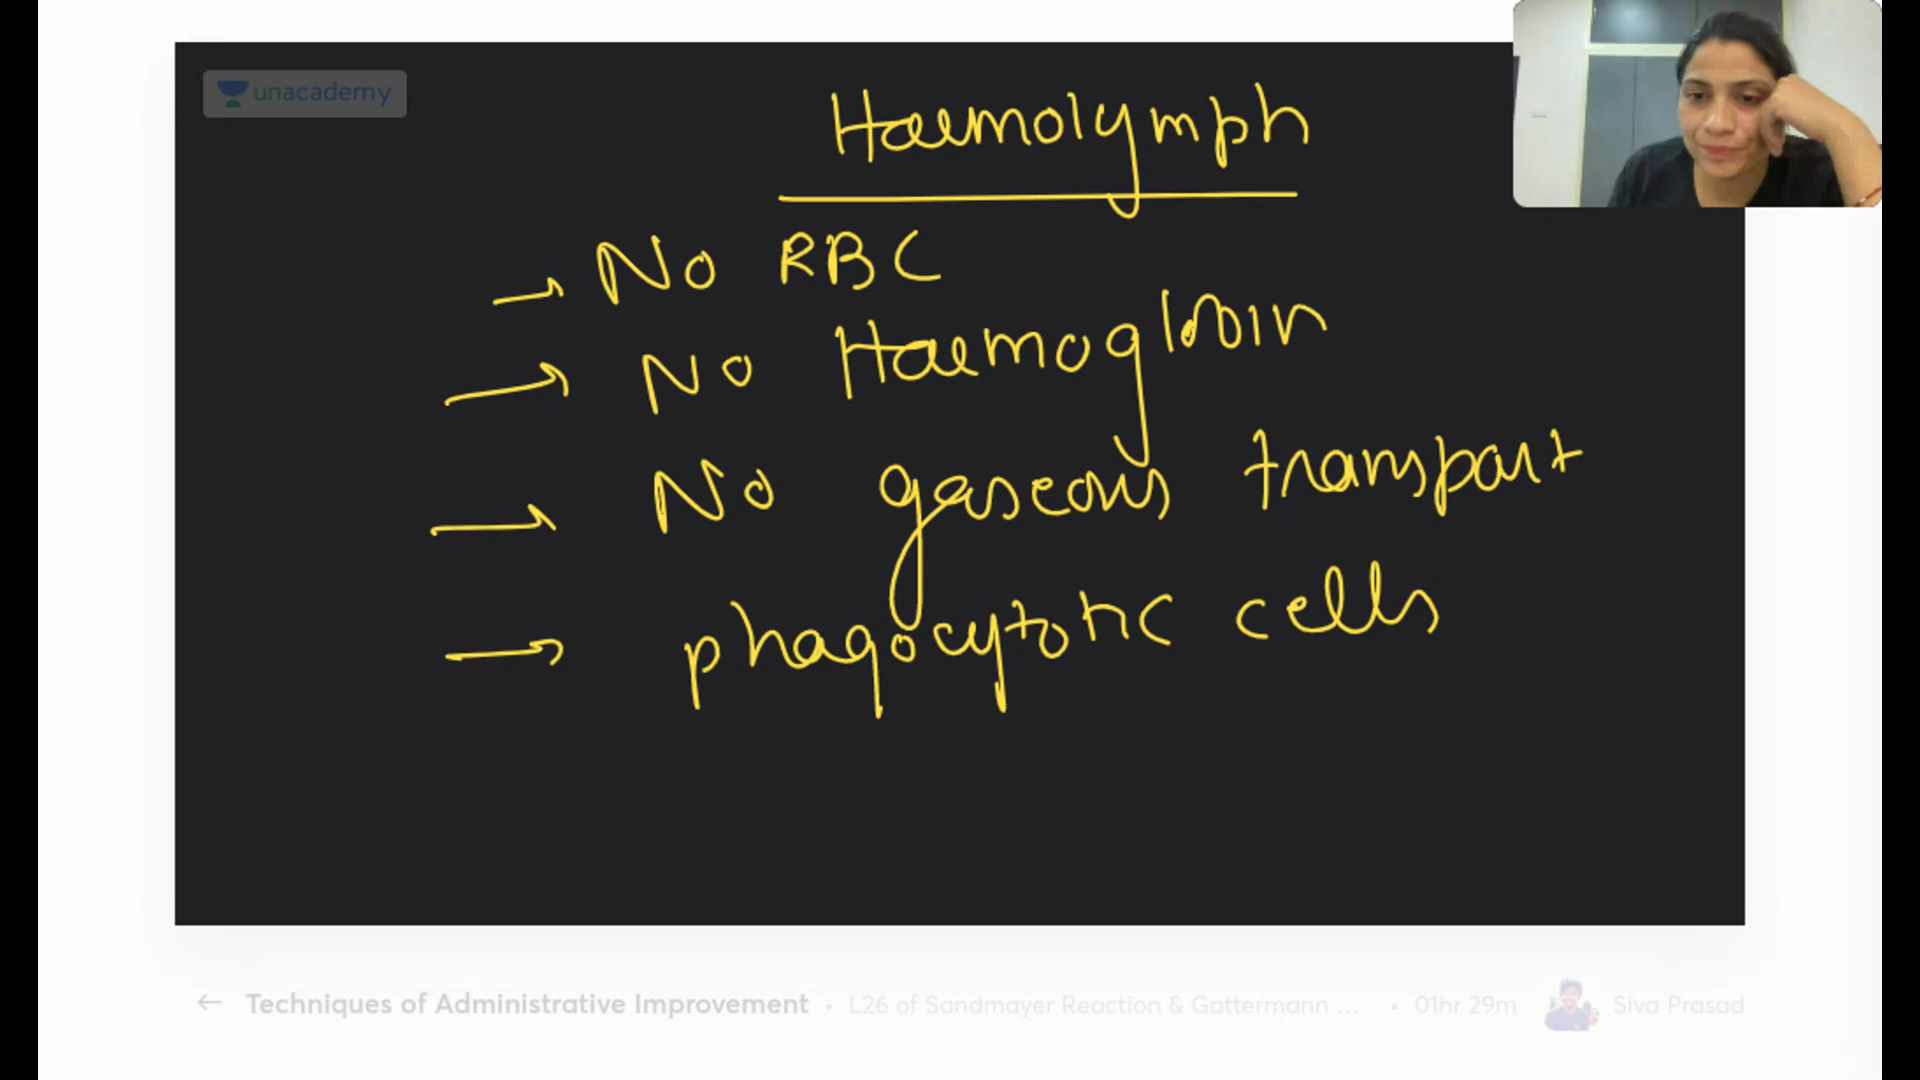 unacademy
Haemolymph
→ No RBC
→ No Haemoglobin
→ No gaseous transport
→ phagocytotic cells
← Techniques of Administrative Improvement • L26 of Sandmayer Reaction & Gattermann ... • 01hr 29m Siva Prasad